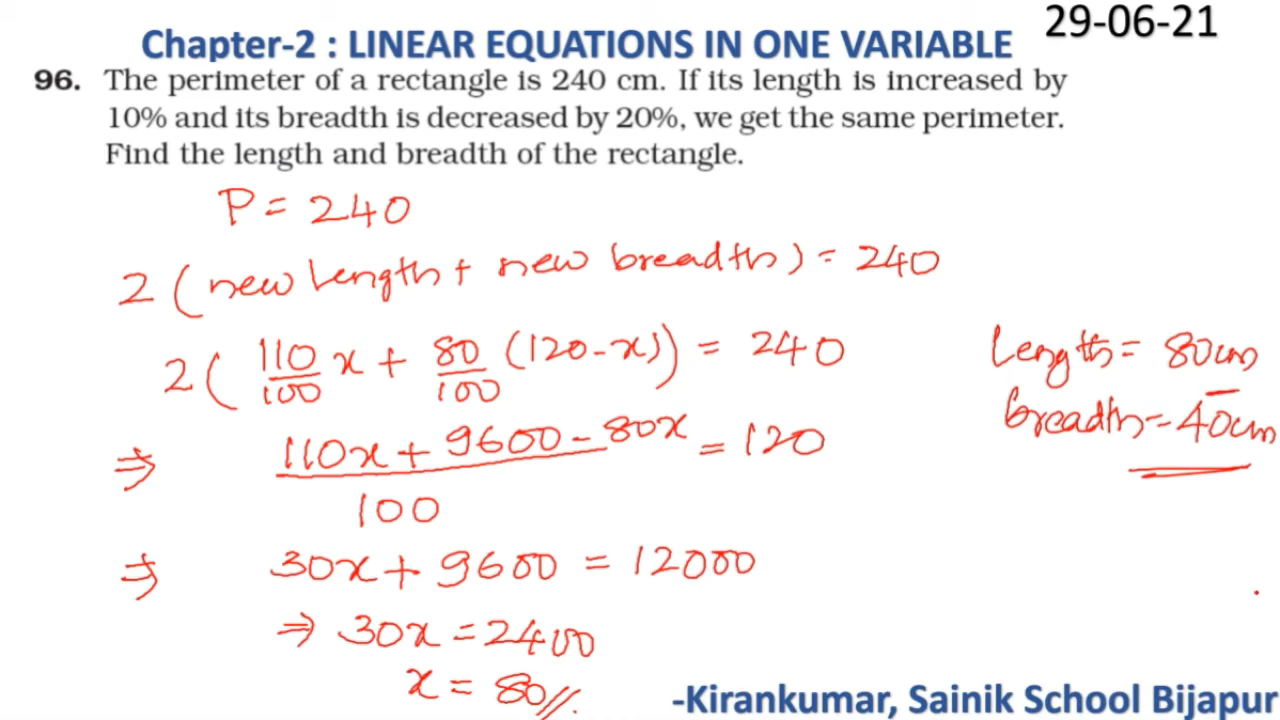 29-06-21
Chapter-2 : LINEAR EQUATIONS IN ONE VARIABLE
96. The perimeter of a rectangle is 240 cm. If its length is increased by
10% and its breadth is decreased by 20%, we get the same perimeter.
Find the length and breadth of the rectangle.
P = 240
2 (new length + new breadth) = 240
2 ( 110/100 x + 80/100 (120 - x)) = 240
⇒ (110x + 9600 - 80x)/100 = 120
⇒ 30x + 9600 = 12000
⇒ 30x = 2400
x = 80//.
Length = 80cm
breadth = 40cm
-Kirankumar, Sainik School Bijapur